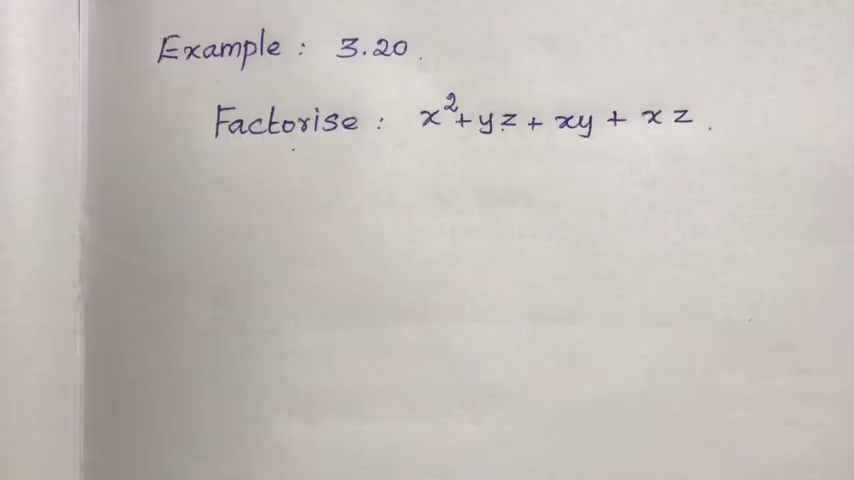 Example : 3.20.
Factorise : x²+yz+xy+xz.